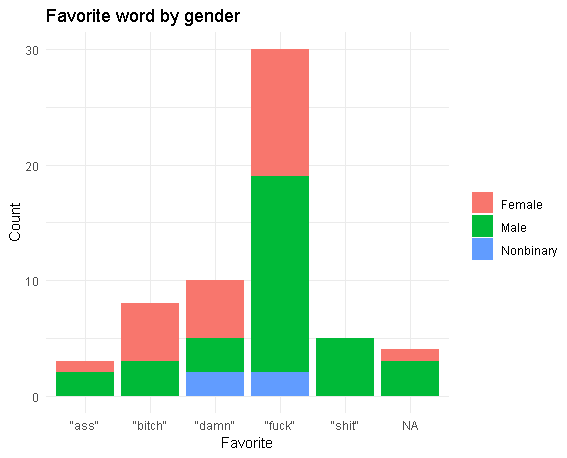 Favorite word by gender
30
20
10
0
Count
"ass"
"bitch"
"damn"
"fuck"
"shit"
NA
Favorite
Female
Male
Nonbinary